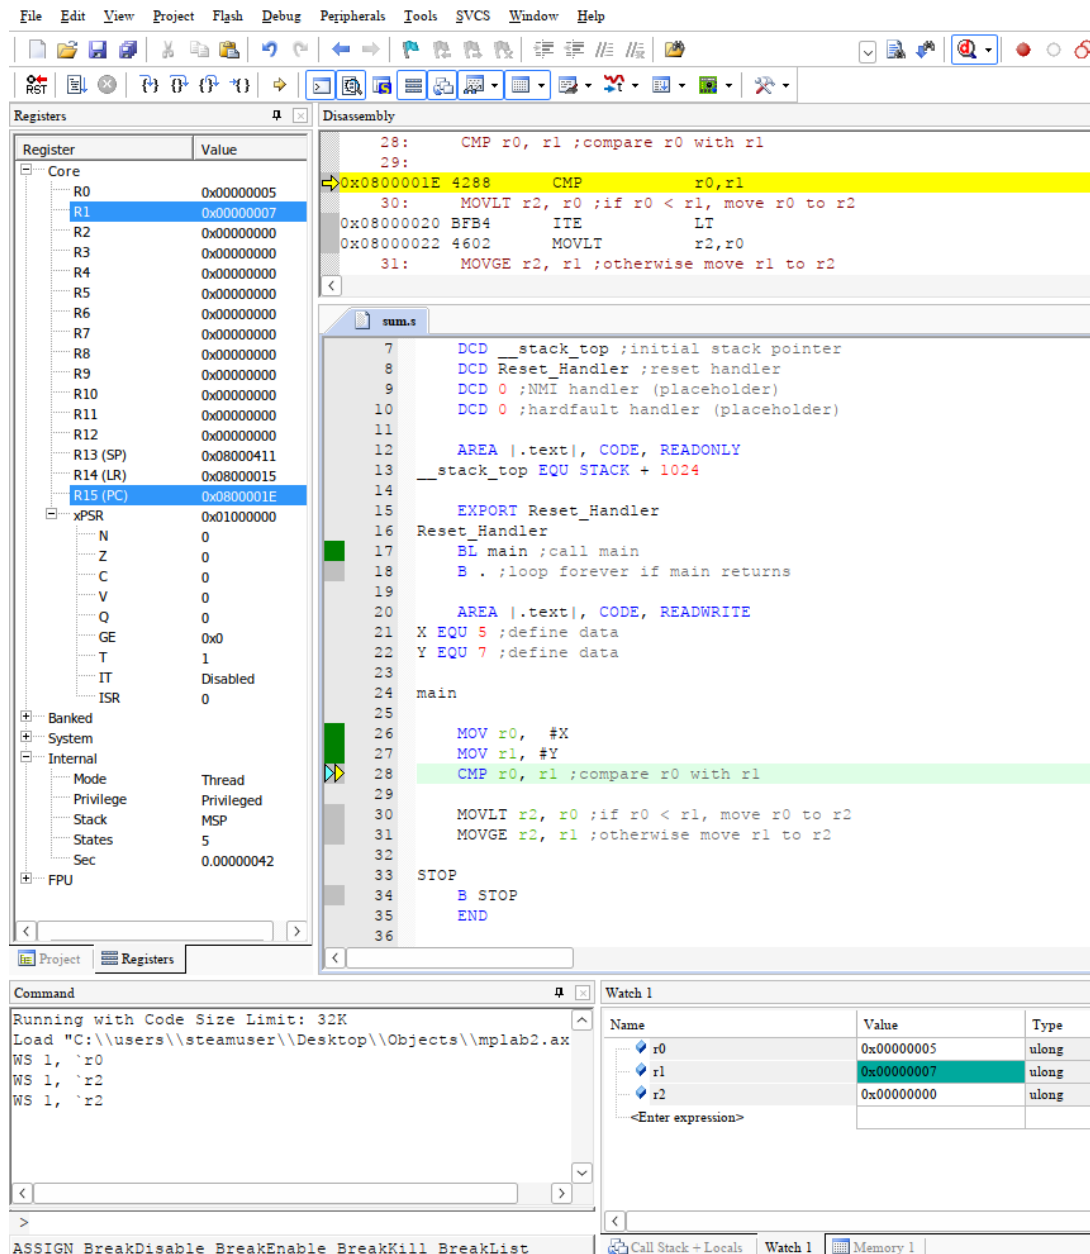 File Edit View Project Flash Debug Peripherals Tools SVCS Window Help
RST
Registers
Register Value
Core
R0 0x00000005
R1 0x00000007
R2 0x00000000
R3 0x00000000
R4 0x00000000
R5 0x00000000
R6 0x00000000
R7 0x00000000
R8 0x00000000
R9 0x00000000
R10 0x00000000
R11 0x00000000
R12 0x00000000
R13 (SP) 0x08000411
R14 (LR) 0x08000015
R15 (PC) 0x0800001E
xPSR 0x01000000
N 0
Z 0
C 0
V 0
Q 0
GE 0x0
T 1
IT Disabled
ISR 0
Banked
System
Internal
Mode Thread
Privilege Privileged
Stack MSP
States 5
Sec 0.00000042
FPU
Project Registers
Disassembly
28: CMP r0, r1 ;compare r0 with r1
29:
0x0800001E 4288 CMP r0,r1
30: MOVLT r2, r0 ;if r0 < r1, move r0 to r2
0x08000020 BFB4 ITE LT
0x08000022 4602 MOVLT r2,r0
31: MOVGE r2, r1 ;otherwise move r1 to r2
sum.s
7 DCD __stack_top ;initial stack pointer
8 DCD Reset_Handler ;reset handler
9 DCD 0 ;NMI handler (placeholder)
10 DCD 0 ;hardfault handler (placeholder)
11
12 AREA |.text|, CODE, READONLY
13 __stack_top EQU STACK + 1024
14
15 EXPORT Reset_Handler
16 Reset_Handler
17 BL main ;call main
18 B . ;loop forever if main returns
19
20 AREA |.text|, CODE, READWRITE
21 X EQU 5 ;define data
22 Y EQU 7 ;define data
23
24 main
25
26 MOV r0, #X
27 MOV r1, #Y
28 CMP r0, r1 ;compare r0 with r1
29
30 MOVLT r2, r0 ;if r0 < r1, move r0 to r2
31 MOVGE r2, r1 ;otherwise move r1 to r2
32
33 STOP
34 B STOP
35 END
36
Command
Running with Code Size Limit: 32K
Load "C:\\users\\steamuser\\Desktop\\Objects\\mplab2.ax
WS 1, `r0
WS 1, `r2
WS 1, `r2
>
ASSIGN BreakDisable BreakEnable BreakKill BreakList
Watch 1
Name Value Type
r0 0x00000005 ulong
r1 0x00000007 ulong
r2 0x00000000 ulong
<Enter expression>
Call Stack + Locals Watch 1 Memory 1